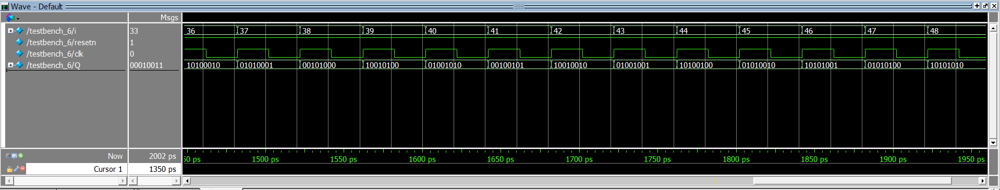 Wave - Default
Msgs
/testbench_6/i 33 36 37 38 39 40 41 42 43 44 45 46 47 48
/testbench_6/resetn 1
/testbench_6/clk 0
/testbench_6/Q 00010011 10100010 01010001 00101000 10010100 01001010 00100101 10010010 01001001 10100100 01010010 10101001 01010100 10101010
Now 2002 ps 50 ps 1500 ps 1550 ps 1600 ps 1650 ps 1700 ps 1750 ps 1800 ps 1850 ps 1900 ps 1950 ps
Cursor 1 1350 ps